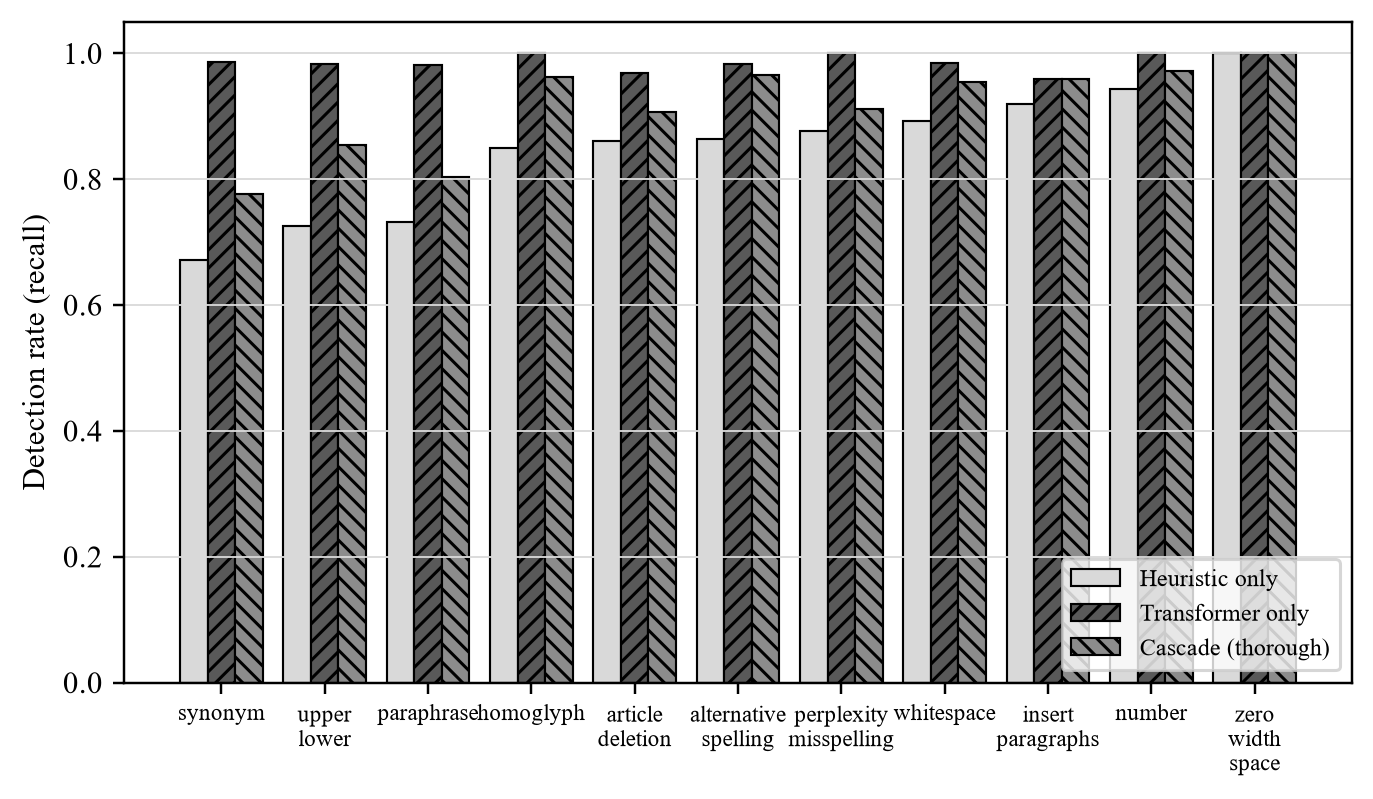 Detection rate (recall)
1.0
0.8
0.6
0.4
0.2
0.0
Heuristic only
Transformer only
Cascade (thorough)
synonym
upper
lower
paraphrase
homoglyph
article
deletion
alternative
spelling
perplexity
misspelling
whitespace
insert
paragraphs
number
zero
width
space